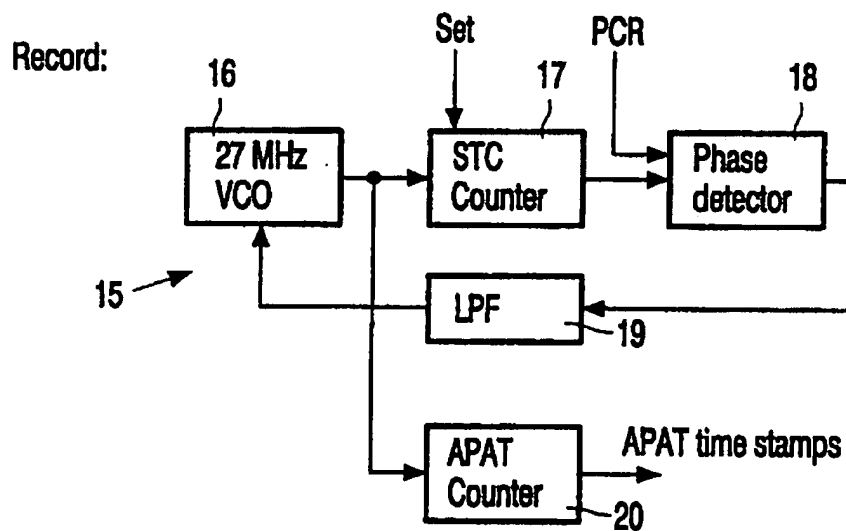 Record:
Set
PCR
16
17
18
27 MHz
VCO
STC
Counter
Phase
detector
15
LPF
19
APAT
Counter
20
APAT time stamps